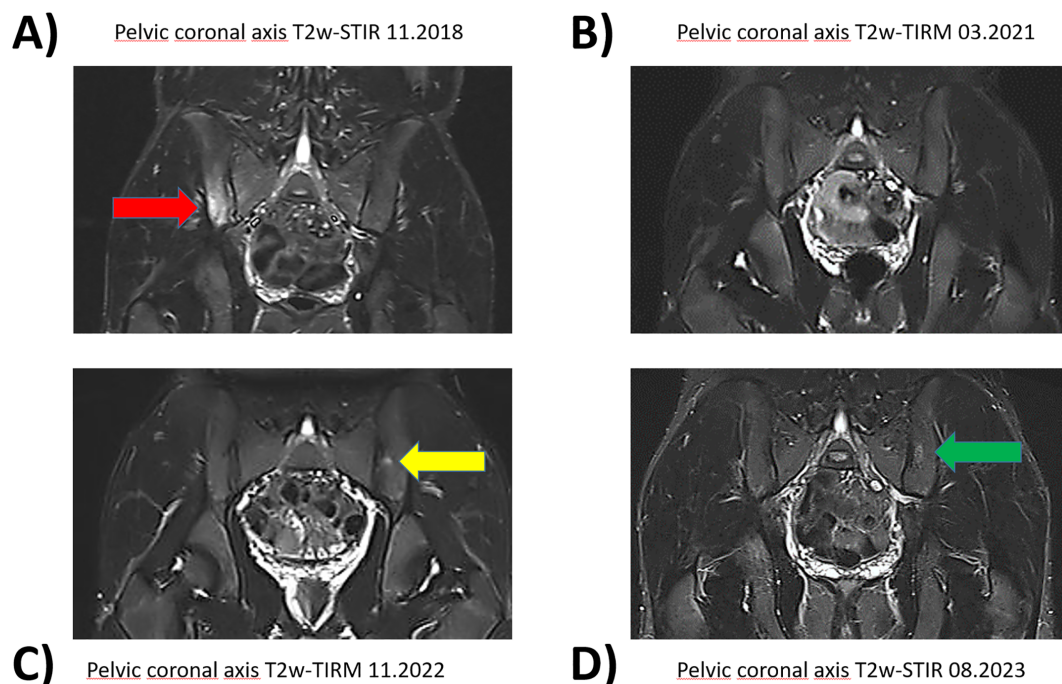 A)
Pelvic coronal axis T2w-STIR 11.2018
B)
Pelvic coronal axis T2w-TIRM 03.2021
C)
Pelvic coronal axis T2w-TIRM 11.2022
D)
Pelvic coronal axis T2w-STIR 08.2023